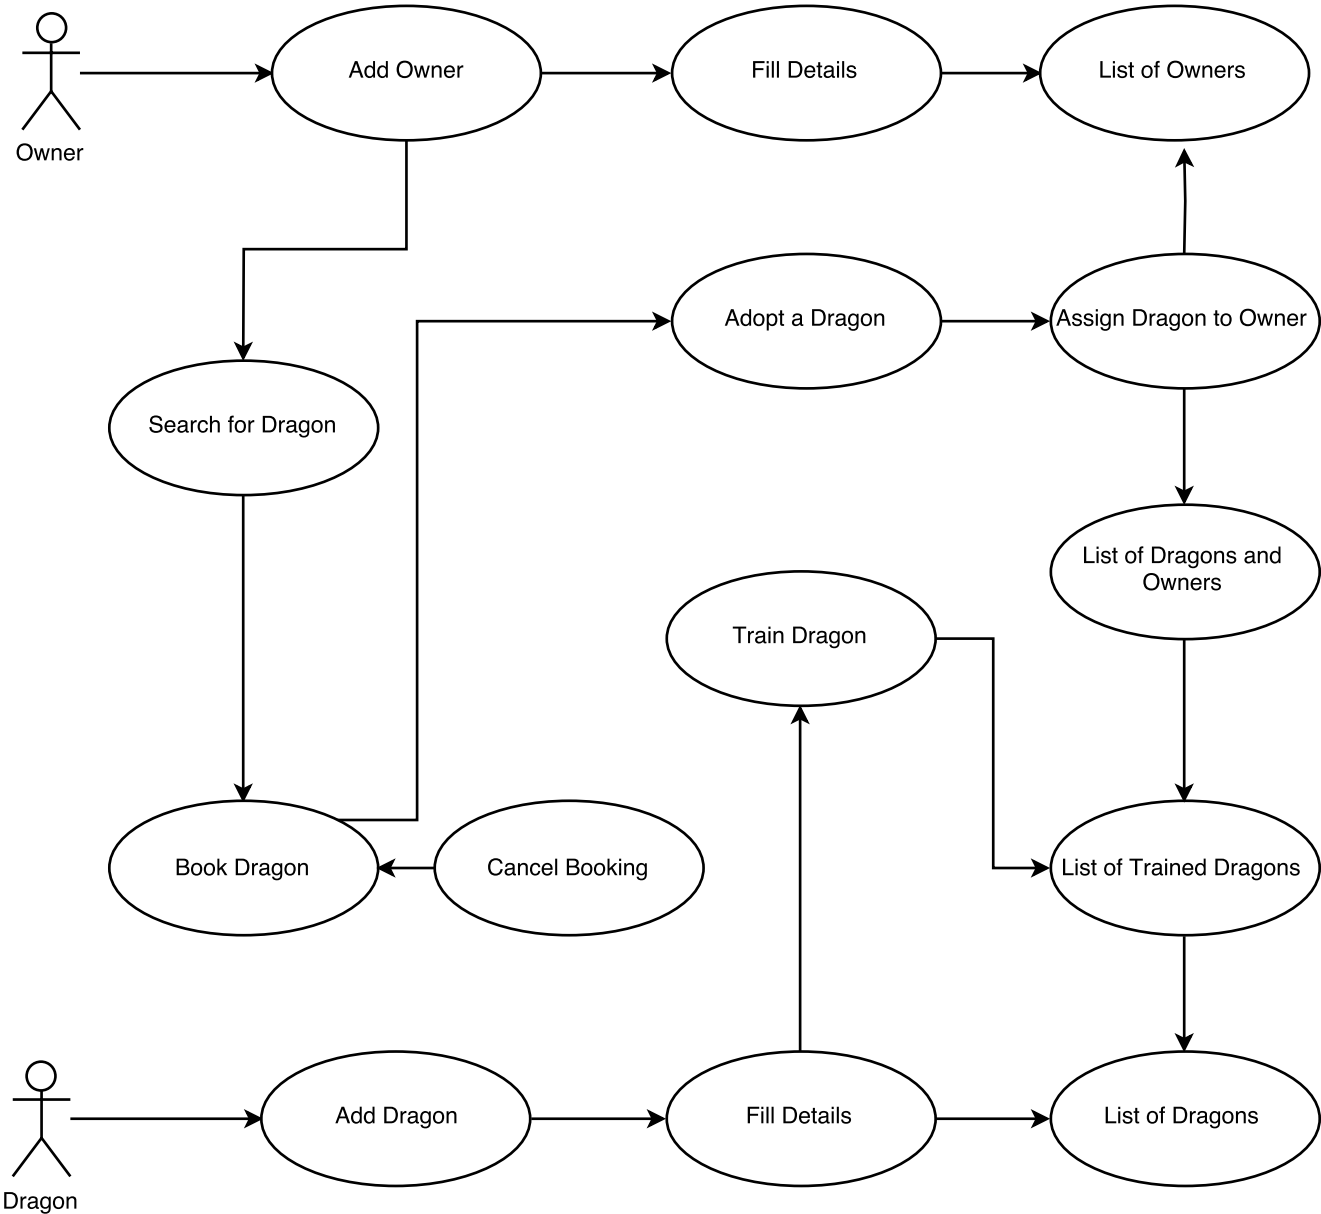 Add Owner
Fill Details
List of Owners
Owner
Adopt a Dragon
Assign Dragon to Owner
Search for Dragon
List of Dragons and
Owners
Train Dragon
Book Dragon
Cancel Booking
List of Trained Dragons
Add Dragon
Fill Details
List of Dragons
Dragon